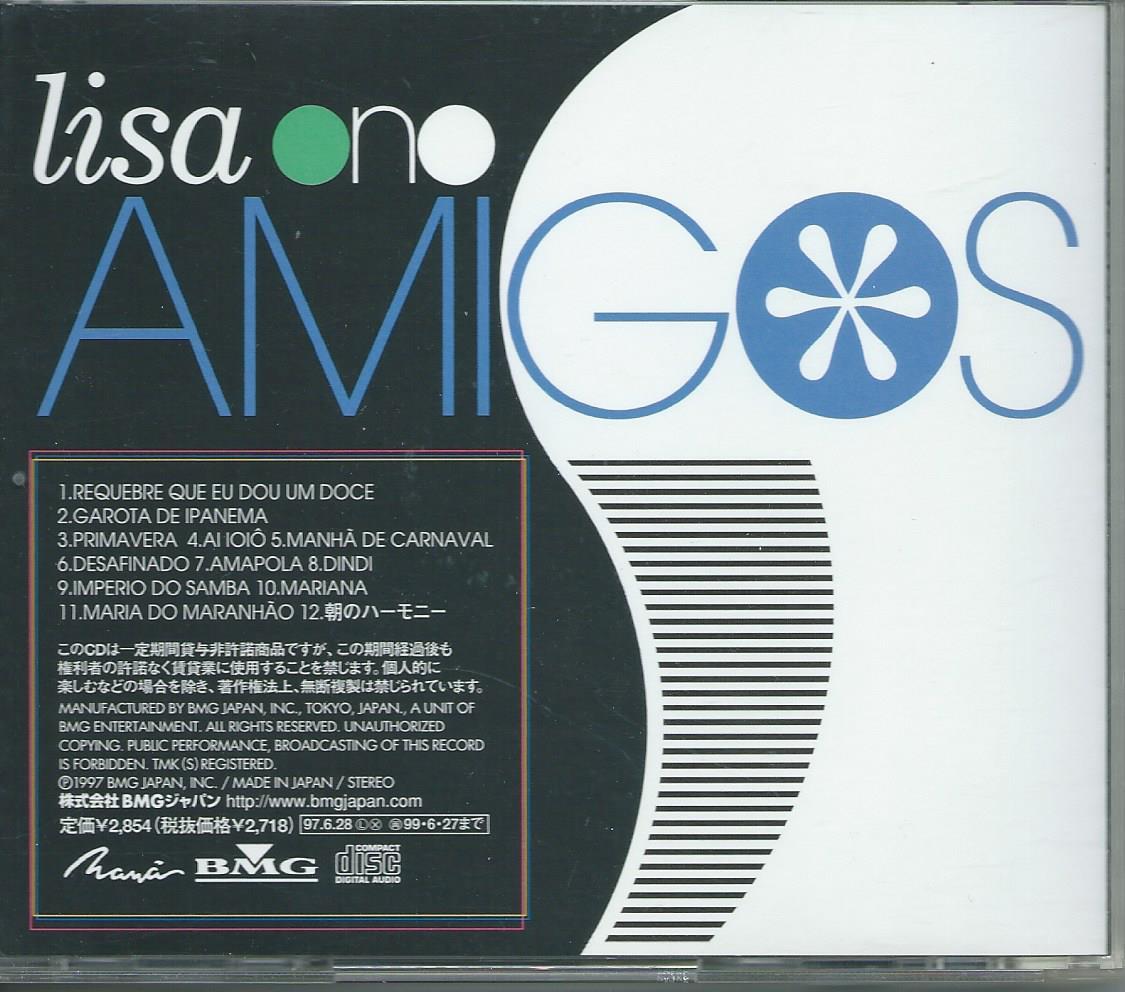 lisa ono
AMIGOS
1.REQUEBRE QUE EU DOU UM DOCE
2.GAROTA DE IPANEMA
3.PRIMAVERA 4.AI IOIÔ 5.MANHÃ DE CARNAVAL
6.DESAFINADO 7.AMAPOLA 8.DINDI
9.IMPERIO DO SAMBA 10.MARIANA
11.MARIA DO MARANHÃO 12.朝のハーモニー
このCDは一定期間貸与非許諾商品ですが、この期間経過後も
権利者の許諾なく賃貸業に使用することを禁じます。個人的に
楽しむなどの場合を除き、著作権法上、無断複製は禁じられています。
MANUFACTURED BY BMG JAPAN, INC., TOKYO, JAPAN., A UNIT OF
BMG ENTERTAINMENT. ALL RIGHTS RESERVED. UNAUTHORIZED
COPYING. PUBLIC PERFORMANCE, BROADCASTING OF THIS RECORD
IS FORBIDDEN. TMK (S) REGISTERED.
Ⓟ1997 BMG JAPAN, INC. / MADE IN JAPAN / STEREO
株式会社BMGジャパン http://www.bmgjapan.com
定価¥2,854(税抜価格¥2,718) 97.6.28 Ⓛ 99・6・27まで
BMG
COMPACT
disc
DIGITAL AUDIO